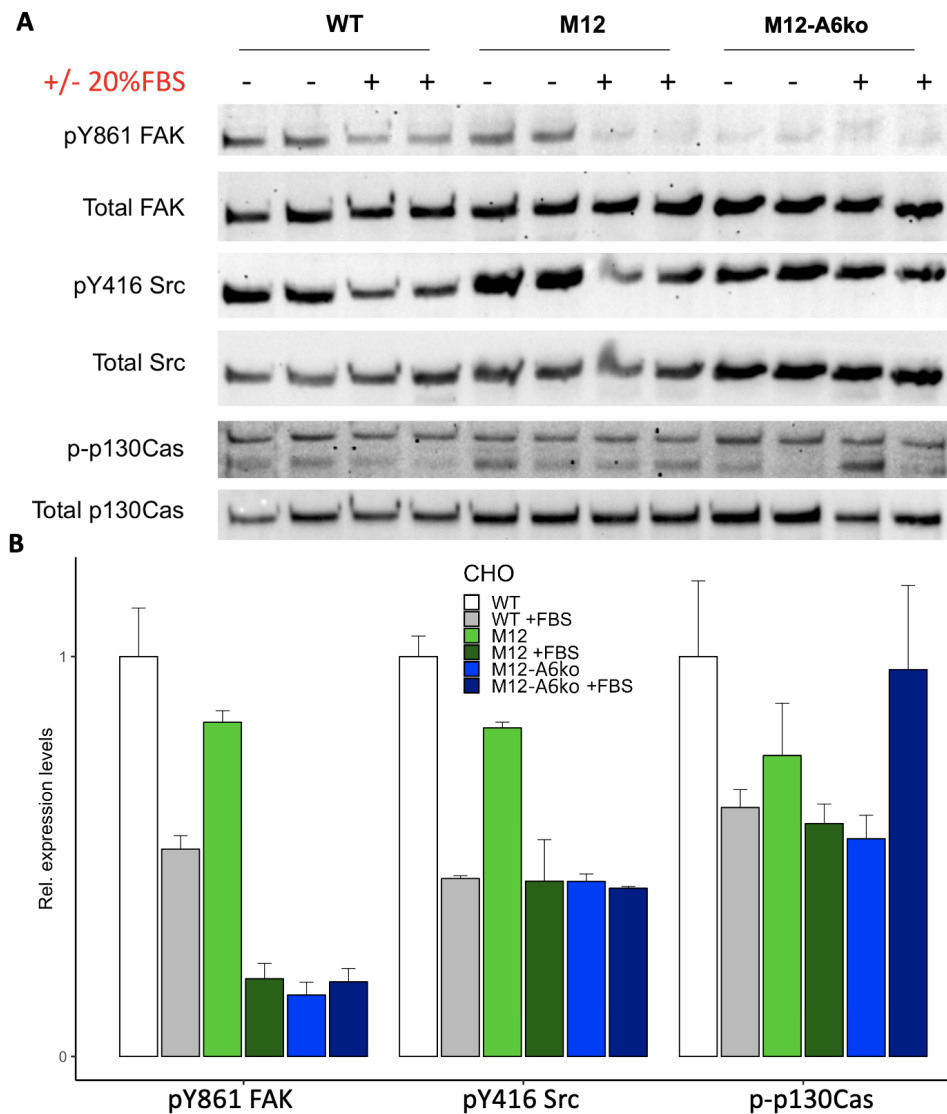 A
WT M12 M12-A6ko
+/- 20%FBS - - + + - - + + - - + +
pY861 FAK
Total FAK
pY416 Src
Total Src
p-p130Cas
Total p130Cas
B
CHO
WT
WT +FBS
M12
M12 +FBS
M12-A6ko
M12-A6ko +FBS
Rel. expression levels
1
0
pY861 FAK pY416 Src p-p130Cas